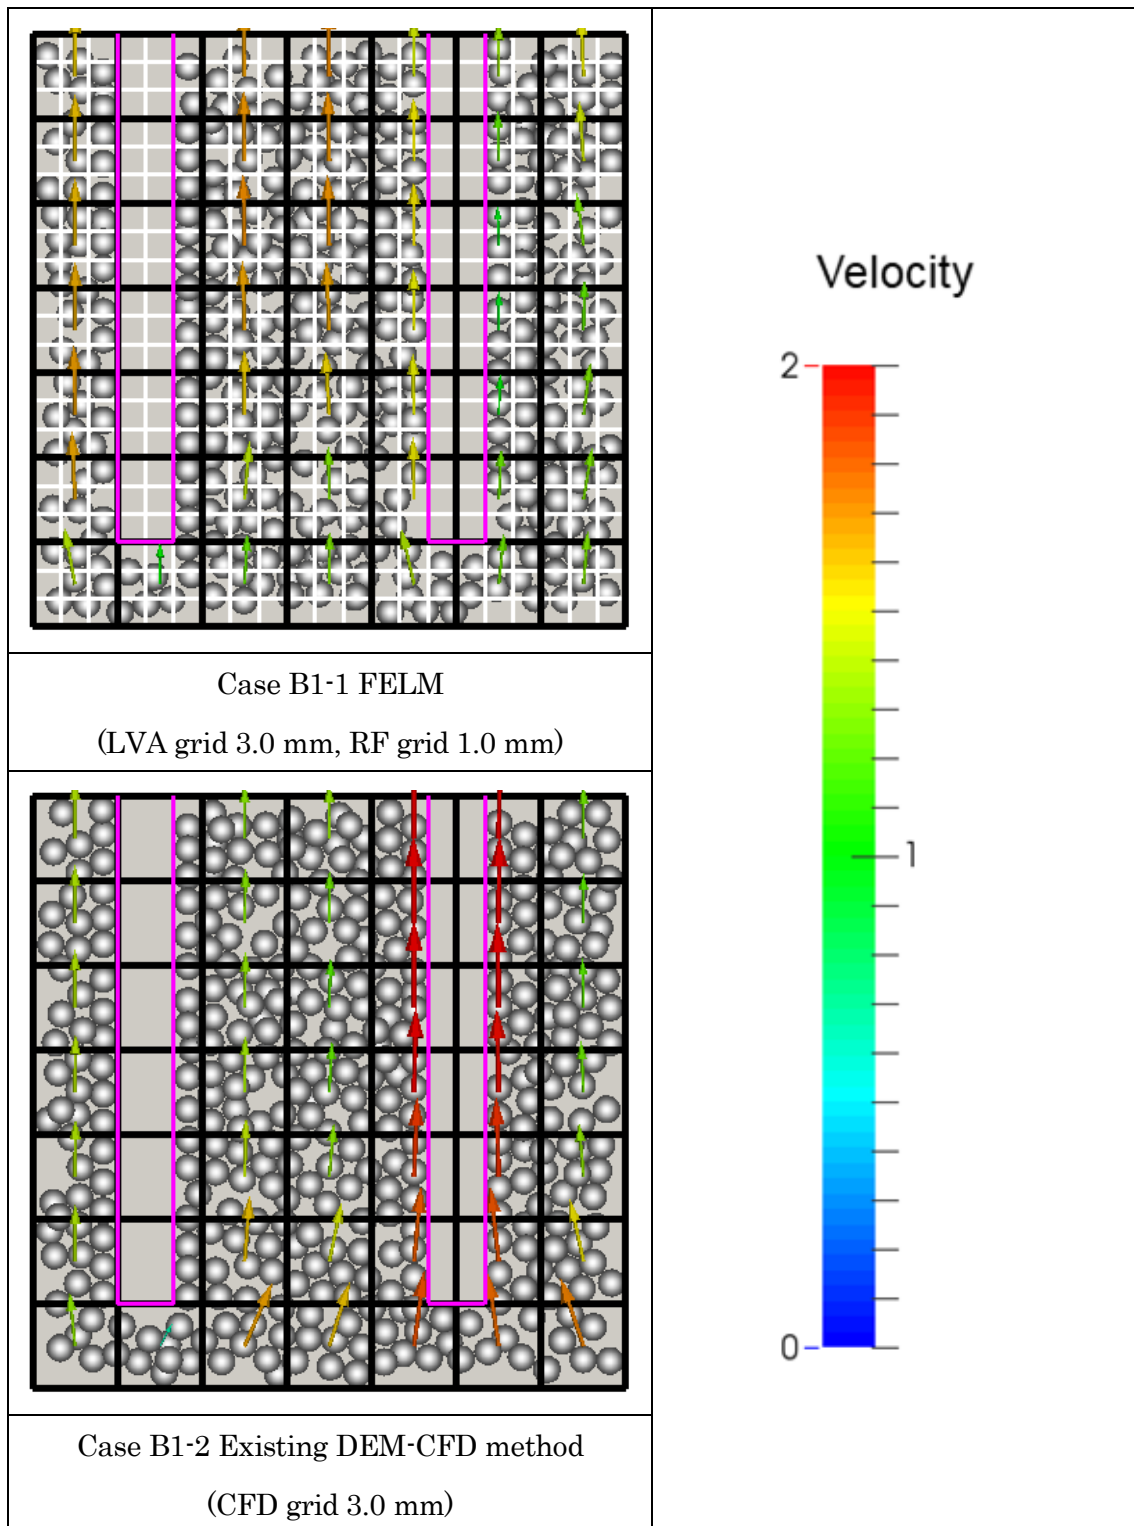 Velocity
2
1
0
Case B1-1 FELM
(LVA grid 3.0 mm, RF grid 1.0 mm)
Case B1-2 Existing DEM-CFD method
(CFD grid 3.0 mm)